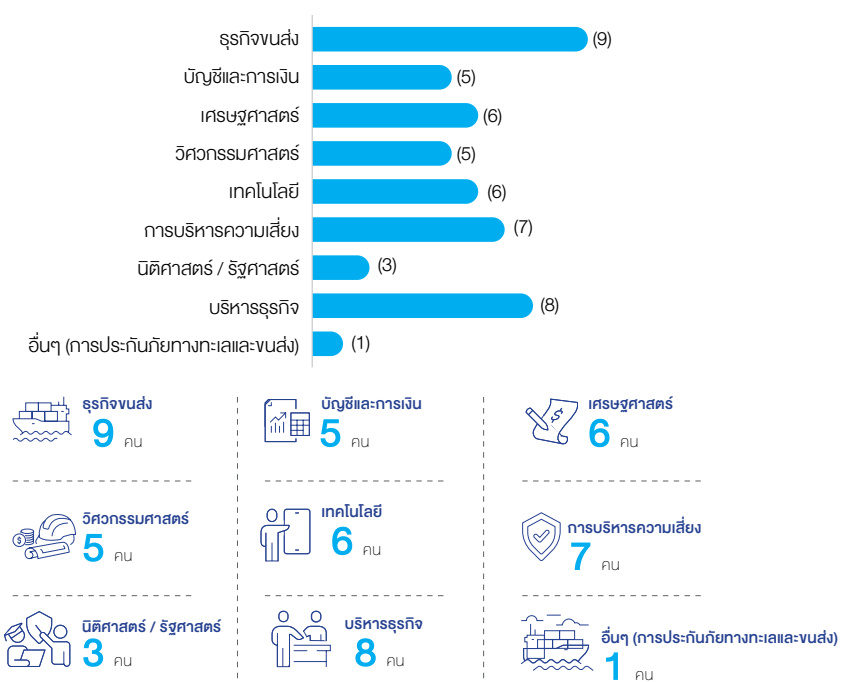 ธุรกิจขนส่ง (9)
บัญชีและการเงิน (5)
เศรษฐศาสตร์ (6)
วิศวกรรมศาสตร์ (5)
เทคโนโลยี (6)
การบริหารความเสี่ยง (7)
นิติศาสตร์ / รัฐศาสตร์ (3)
บริหารธุรกิจ (8)
อื่นๆ (การประกันภัยทางทะเลและขนส่ง) (1)
ธุรกิจขนส่ง
9 คน
บัญชีและการเงิน
5 คน
$
เศรษฐศาสตร์
6 คน
$
วิศวกรรมศาสตร์
5 คน
เทคโนโลยี
6 คน
การบริหารความเสี่ยง
7 คน
นิติศาสตร์ / รัฐศาสตร์
3 คน
บริหารธุรกิจ
8 คน
อื่นๆ (การประกันภัยทางทะเลและขนส่ง)
1 คน